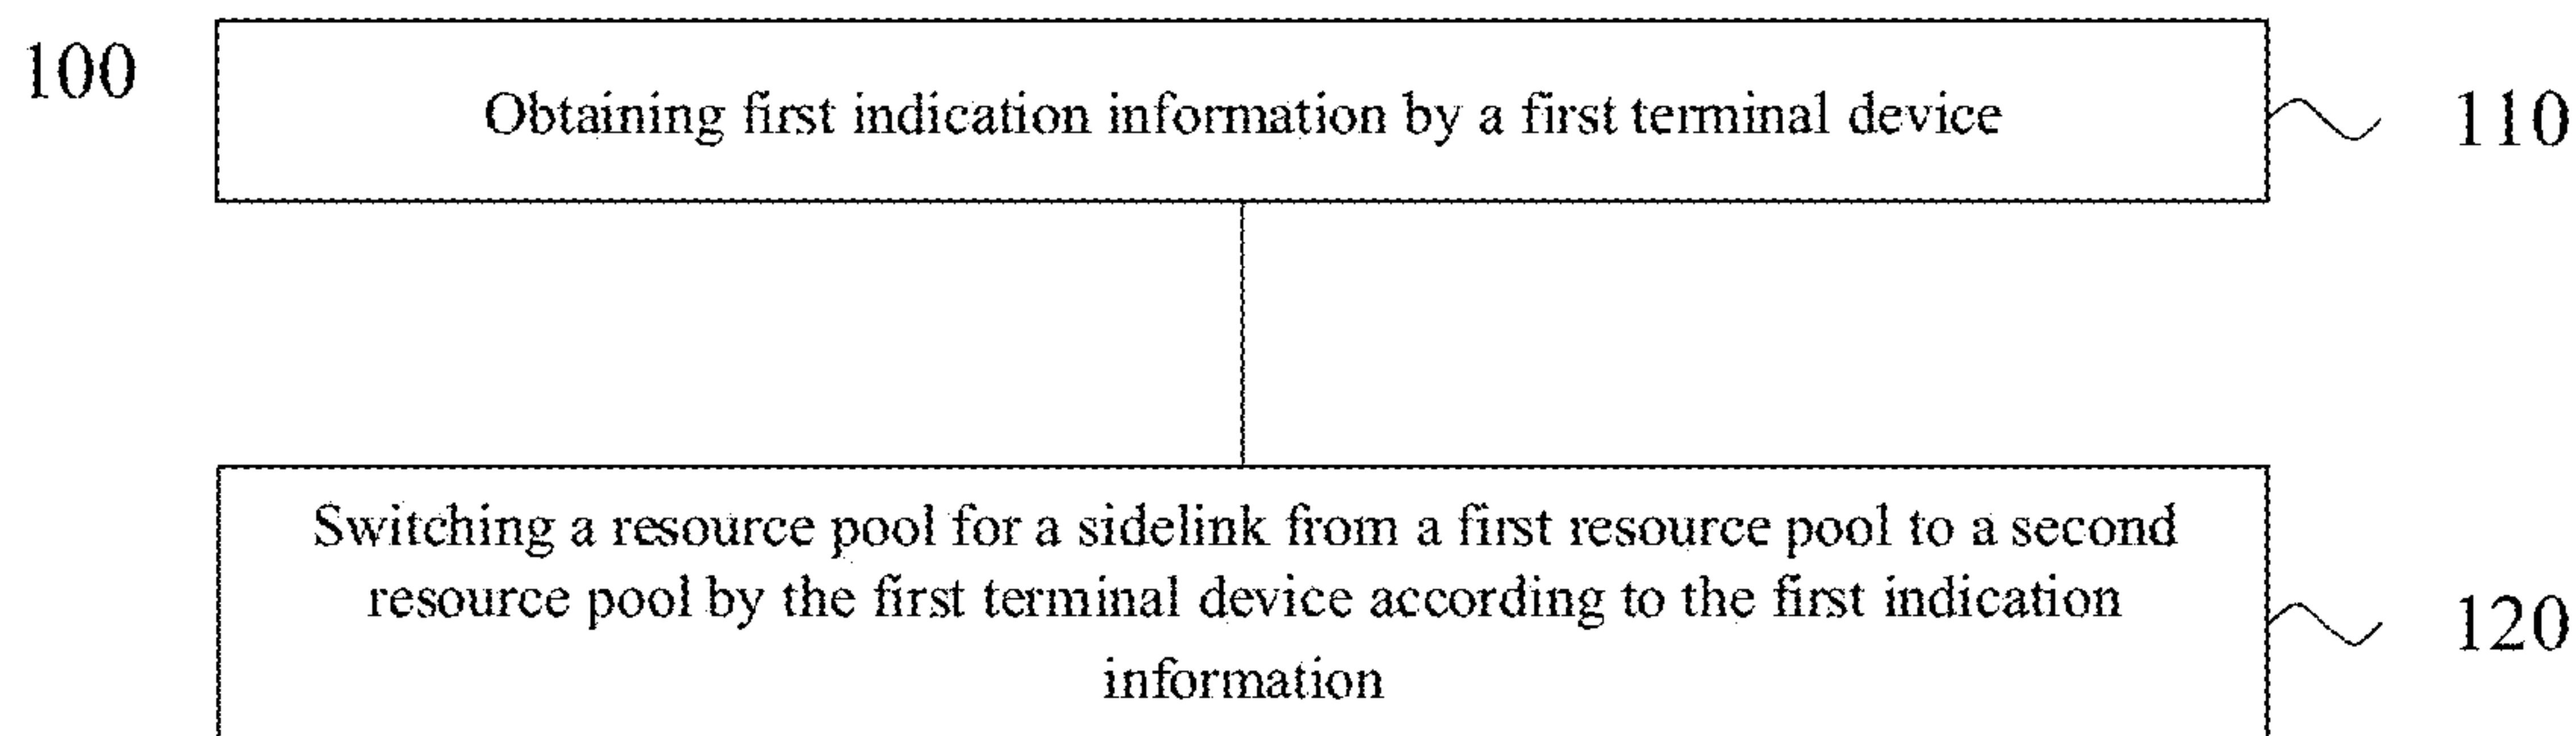 100
Obtaining first indication information by a first terminal device
110
Switching a resource pool for a sidelink from a first resource pool to a second
resource pool by the first terminal device according to the first indication
information
120